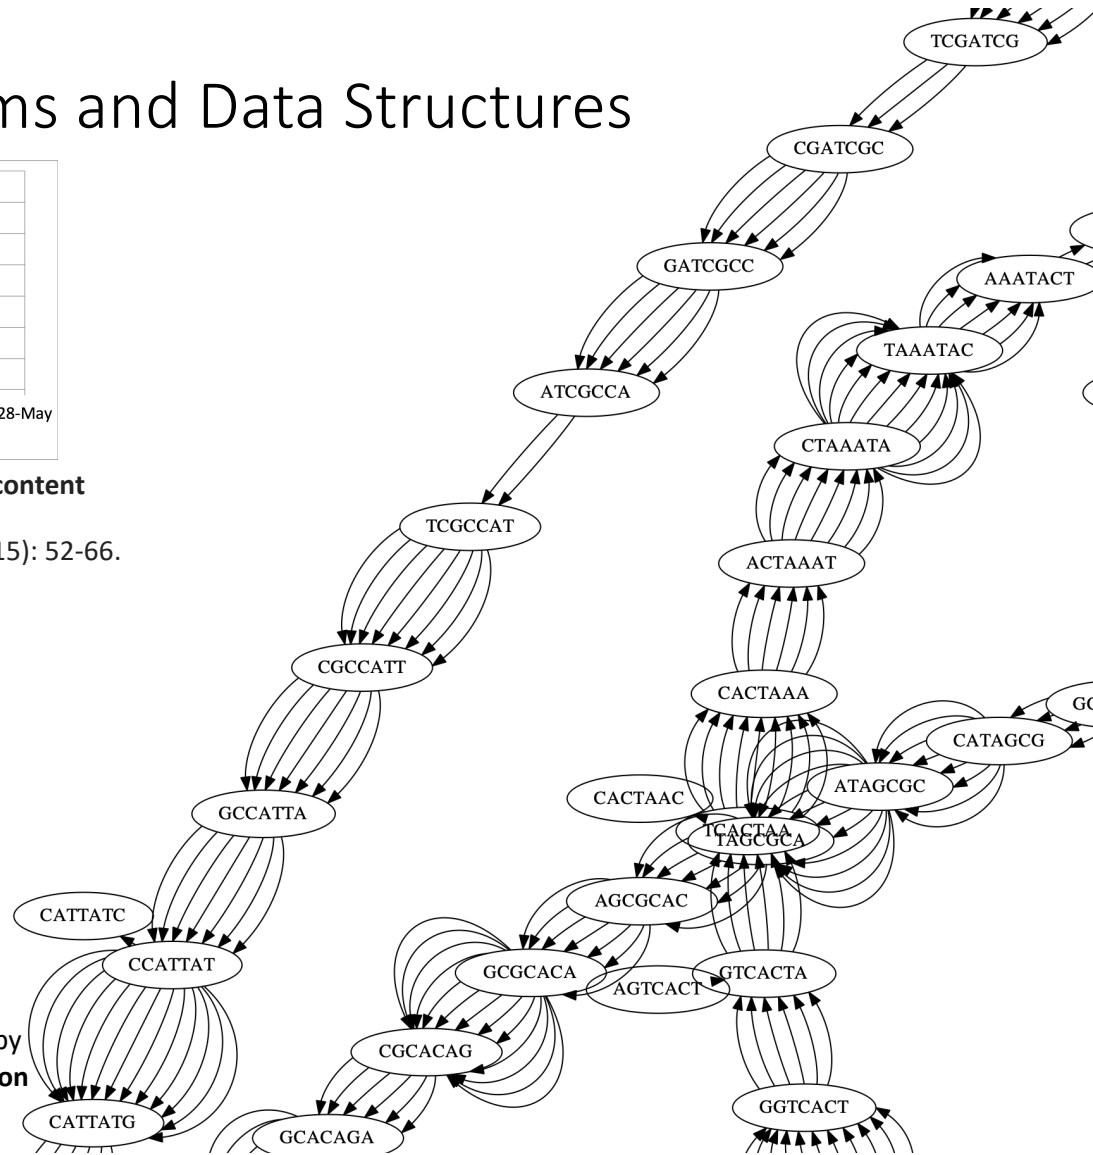 TCGATCG
ms and Data Structures
CGATCGC
GATCGCC
AAATACT
TAAATAC
ATCGCCA
28-May
CTAAATA
content
TCGCCAT
15): 52-66.
ACTAAAT
CGCCATT
CACTAAA
GC
CATAGCG
ATAGCGC
CACTAAC
GCCATTA
TCACTAA
TAGCGCA
AGCGCAC
CATTATC
CCATTAT
GCGCACA
GTCACTA
AGTCACT
by
CGCACAG
on
GGTCACT
CATTATG
GCACAGA